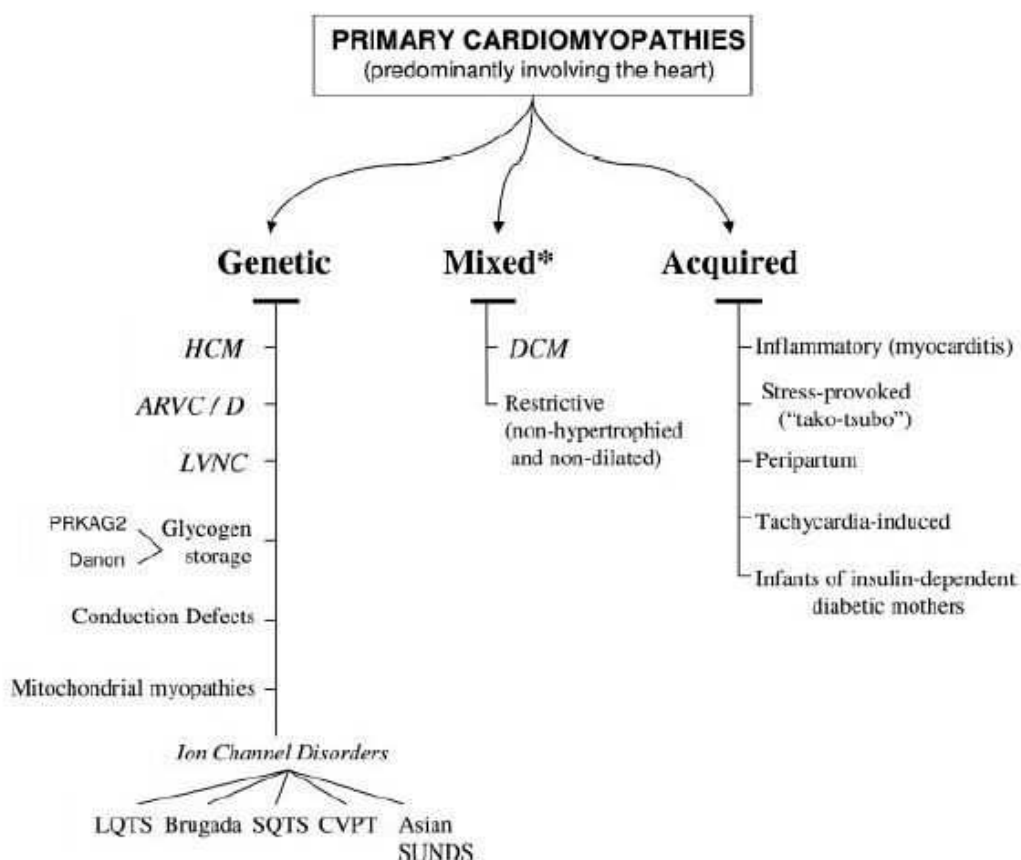 PRIMARY CARDIOMYOPATHIES
(predominantly involving the heart)
Genetic
Mixed*
Acquired
HCM
ARVC / D
LVNC
PRKAG2
Danon
Glycogen
storage
Conduction Defects
Mitochondrial myopathies
Ion Channel Disorders
LQTS Brugada SQTS CVPT Asian
SUNDS
DCM
Restrictive
(non-hypertrophied
and non-dilated)
Inflammatory (myocarditis)
Stress-provoked
("tako-tsubo")
Peripartum
Tachycardia-induced
Infants of insulin-dependent
diabetic mothers